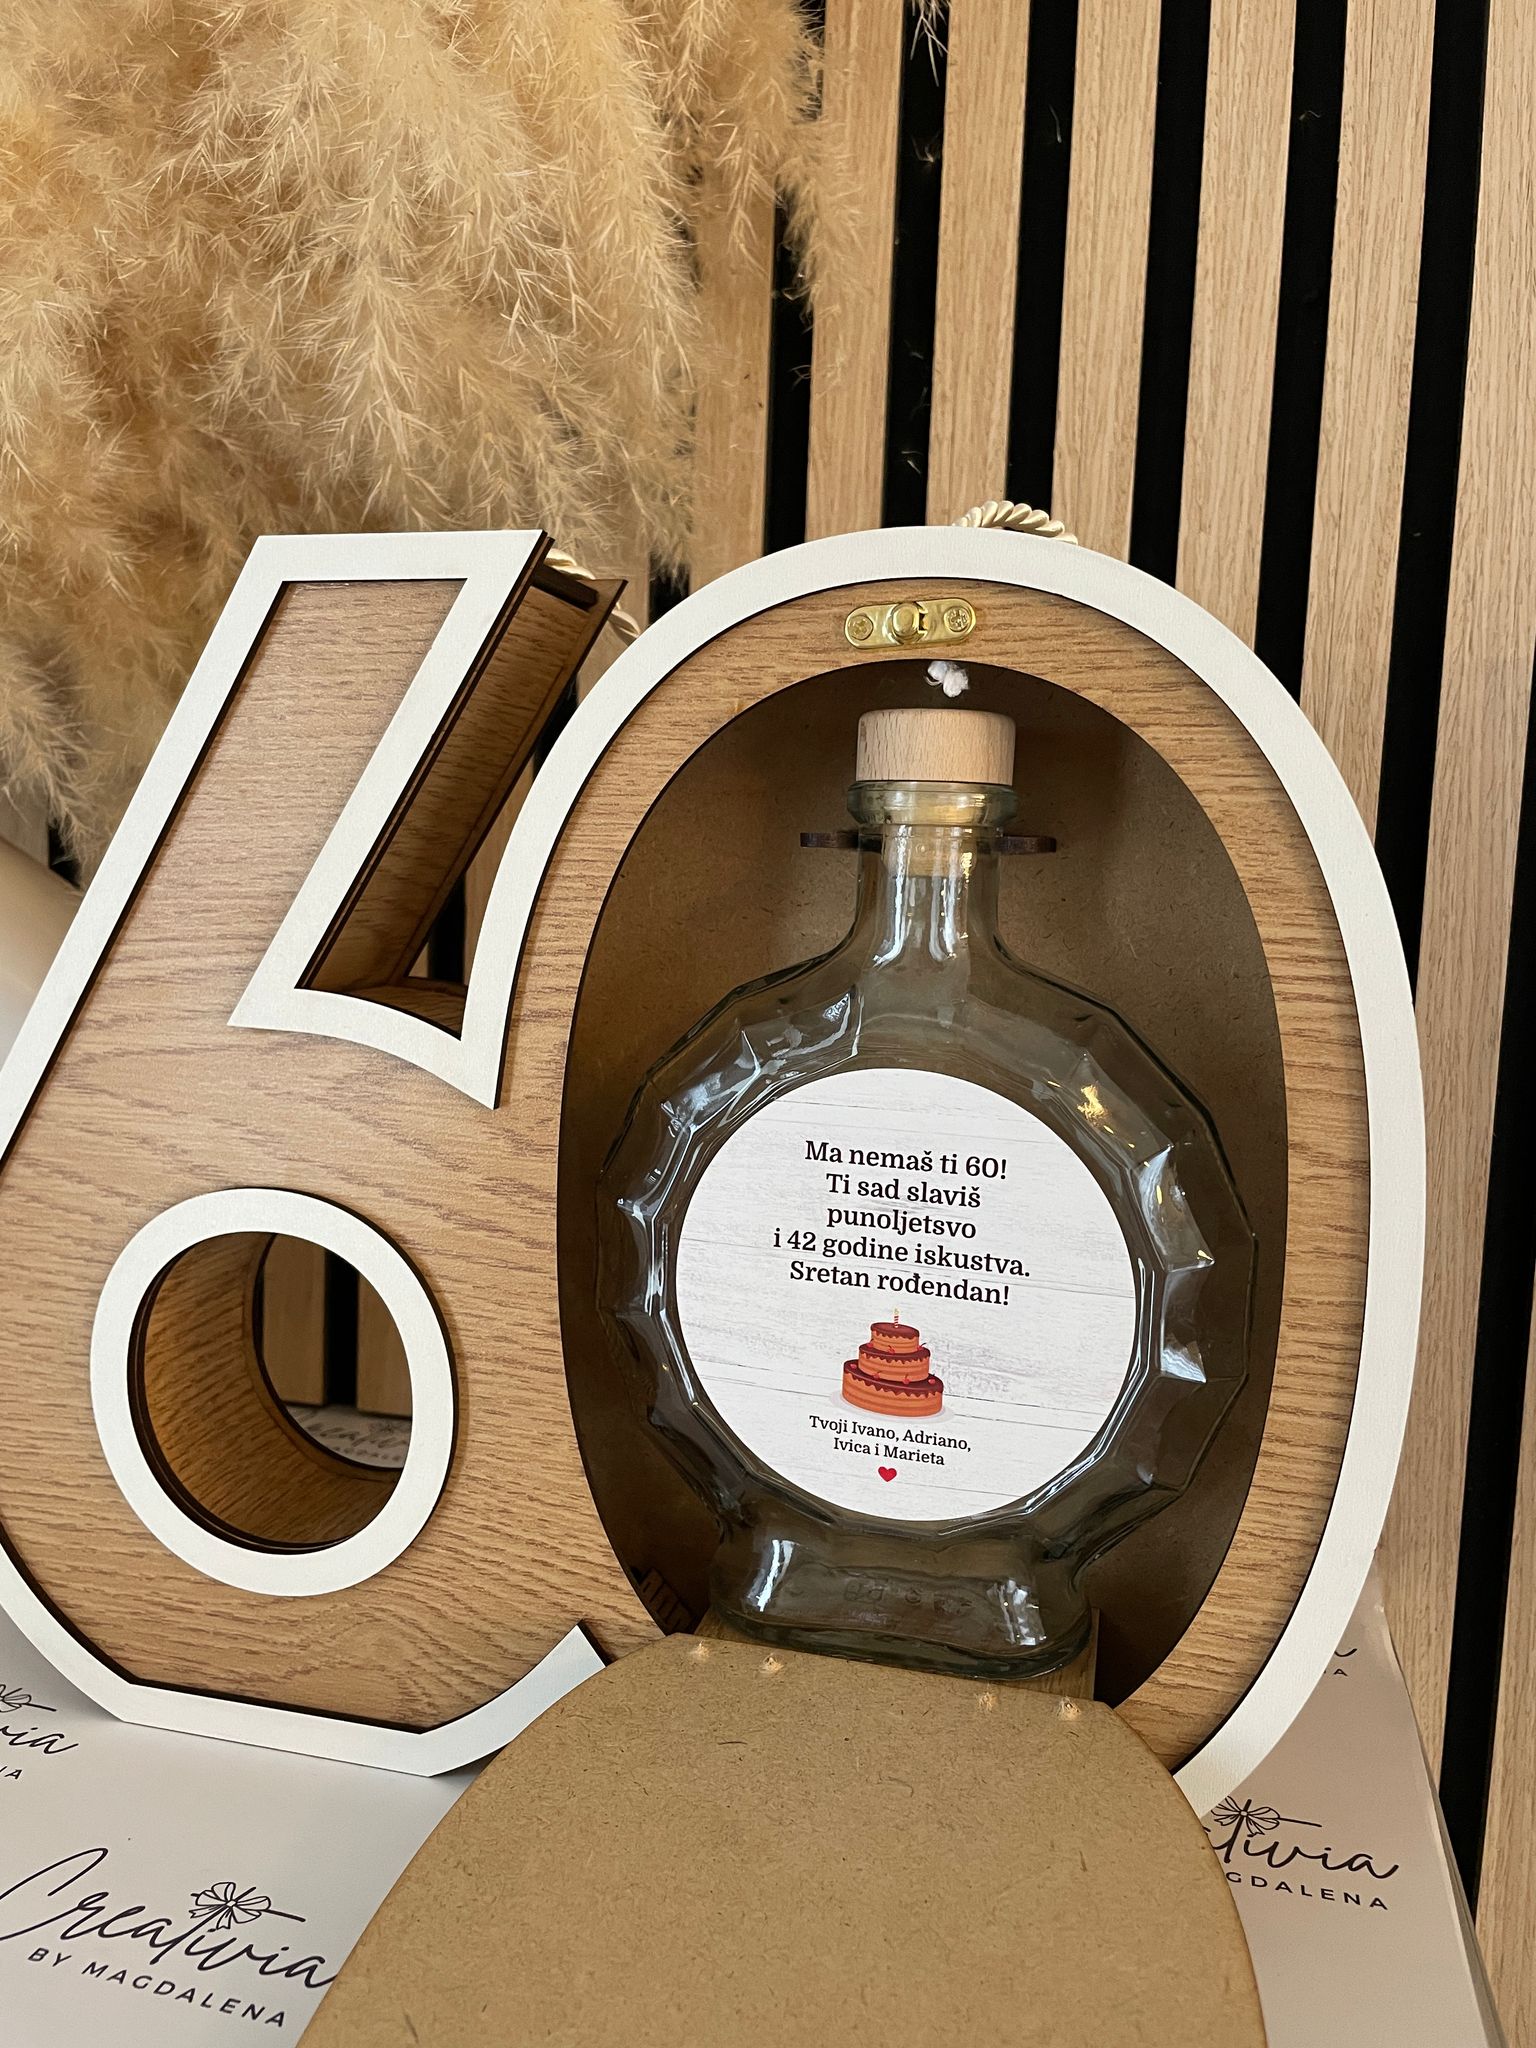 Ma nemaš ti 60!
Ti sad slaviš
punoljetsvo
i 42 godine iskustva.
Sretan rođendan!
Tvoji Ivano, Adriano,
Ivica i Marieta
Creativia
BY MAGDALENA